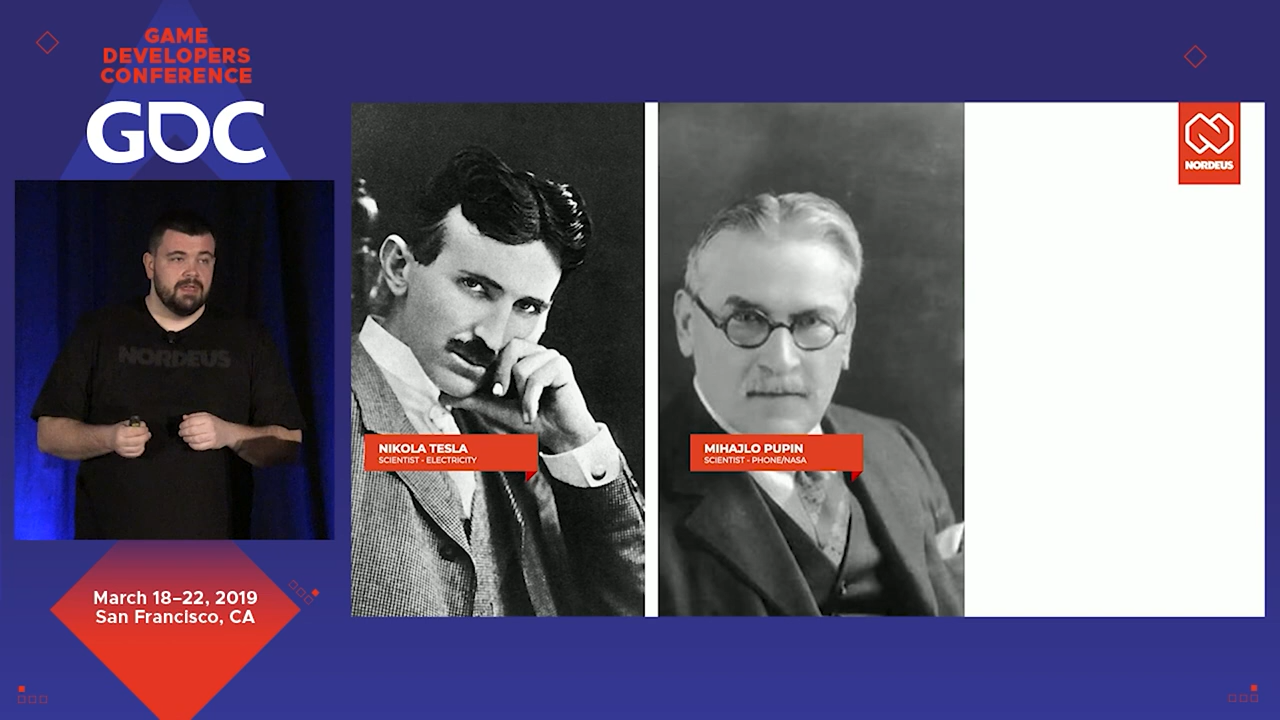 GAME
DEVELOPERS
CONFERENCE
GDC
NORDEUS
March 18–22, 2019
San Francisco, CA
NIKOLA TESLA
SCIENTIST - ELECTRICITY
MIHAJLO PUPIN
SCIENTIST - PHONE/NASA
NORDEUS